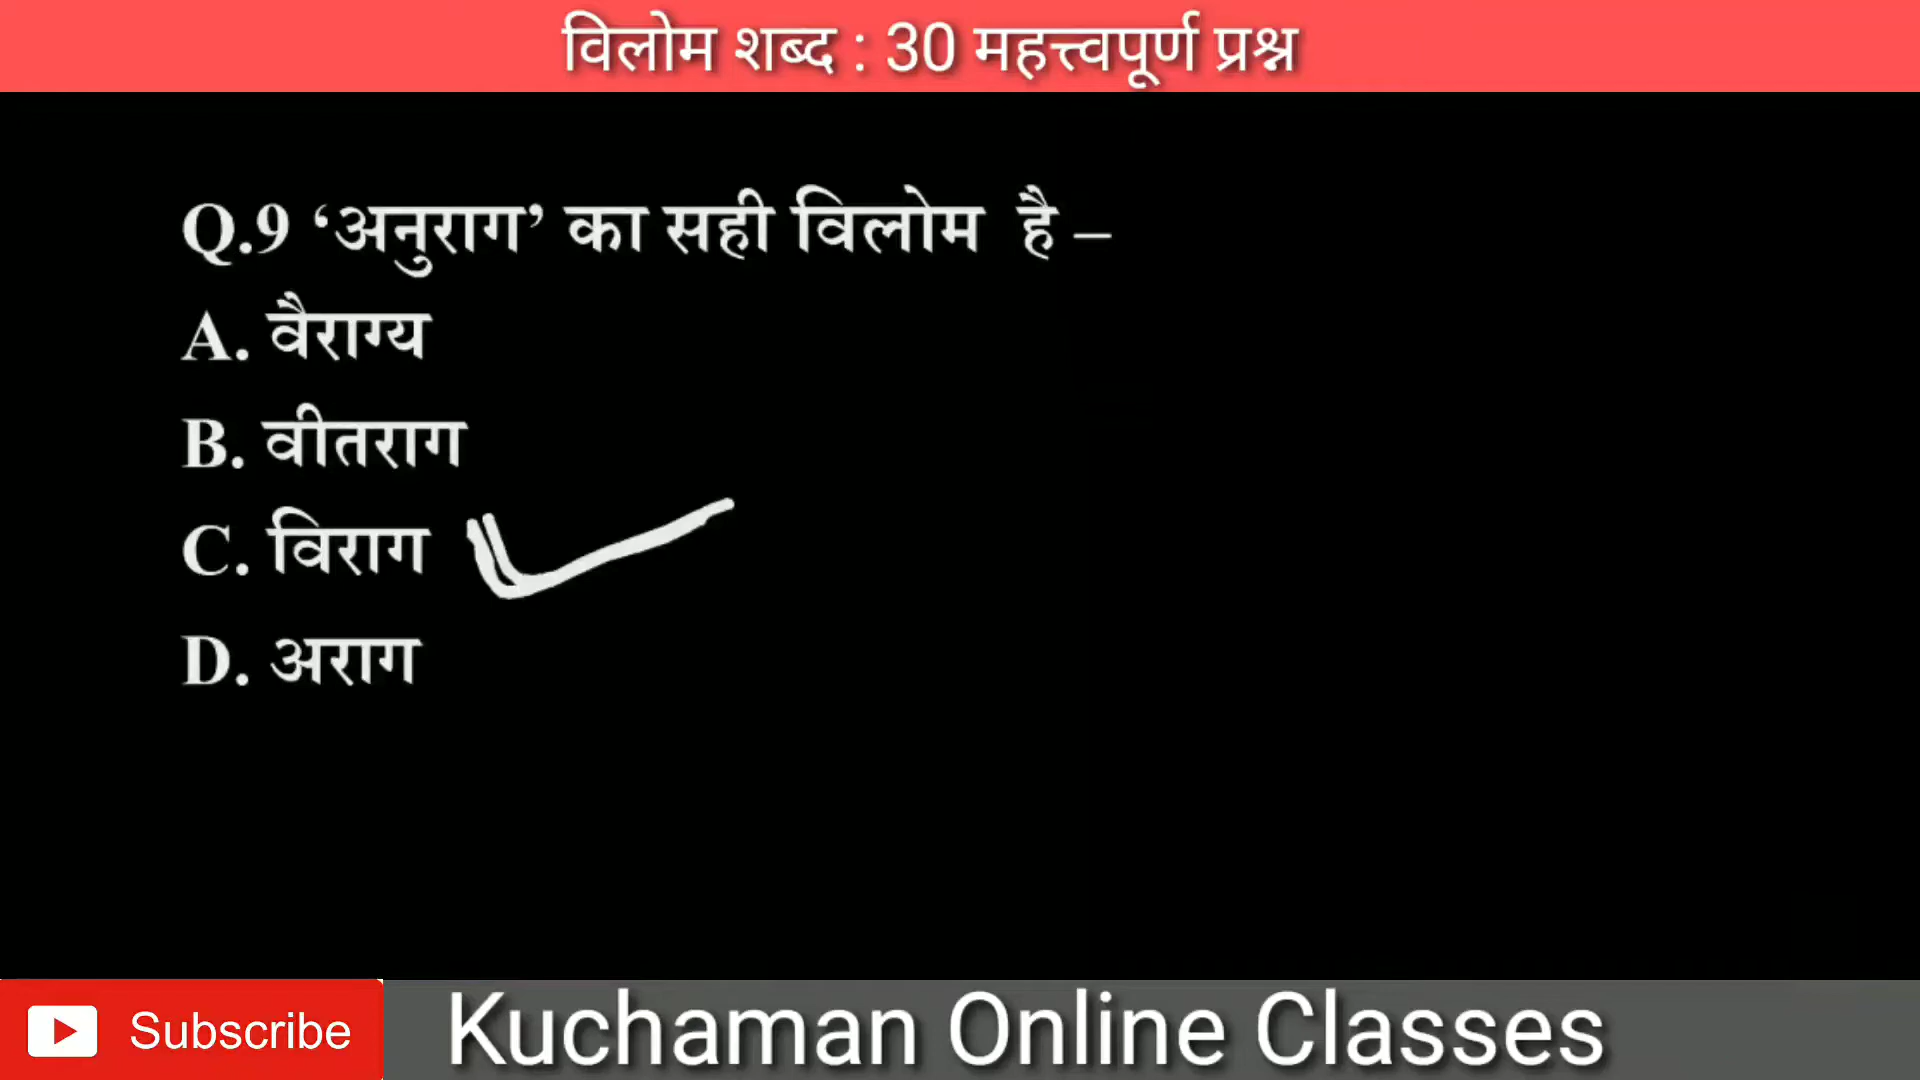 विलोम शब्द : 30 महत्त्वपूर्ण प्रश्न
Q.9 ‘अनुराग’ का सही विलोम है –
A. वैराग्य
B. वीतराग
C. विराग
D. अराग
Subscribe
Kuchaman Online Classes